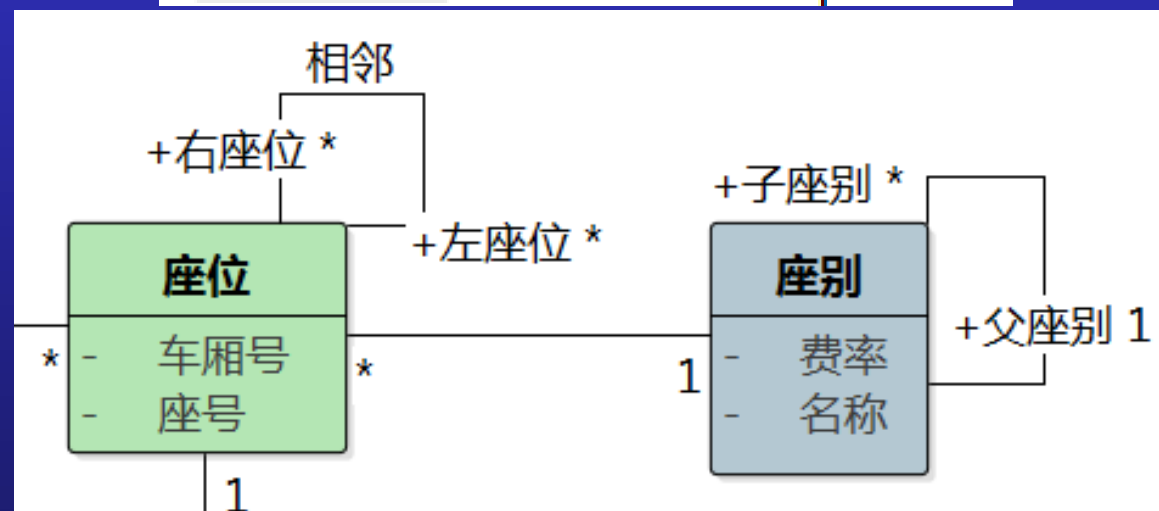 相邻
+右座位 *
+子座别 *
+左座位 *
座位
座别
- 车厢号
- 座号
- 费率
- 名称
+父座别 1
*
*
1
1